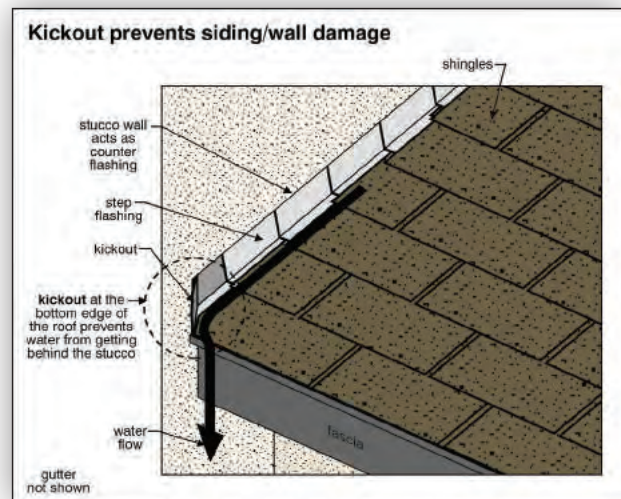 Kickout prevents siding/wall damage
shingles
stucco wall
acts as
counter
flashing
step
flashing
kickout
kickout at the
bottom edge of
the roof prevents
water from getting
behind the stucco
water
flow
fascia
gutter
not shown